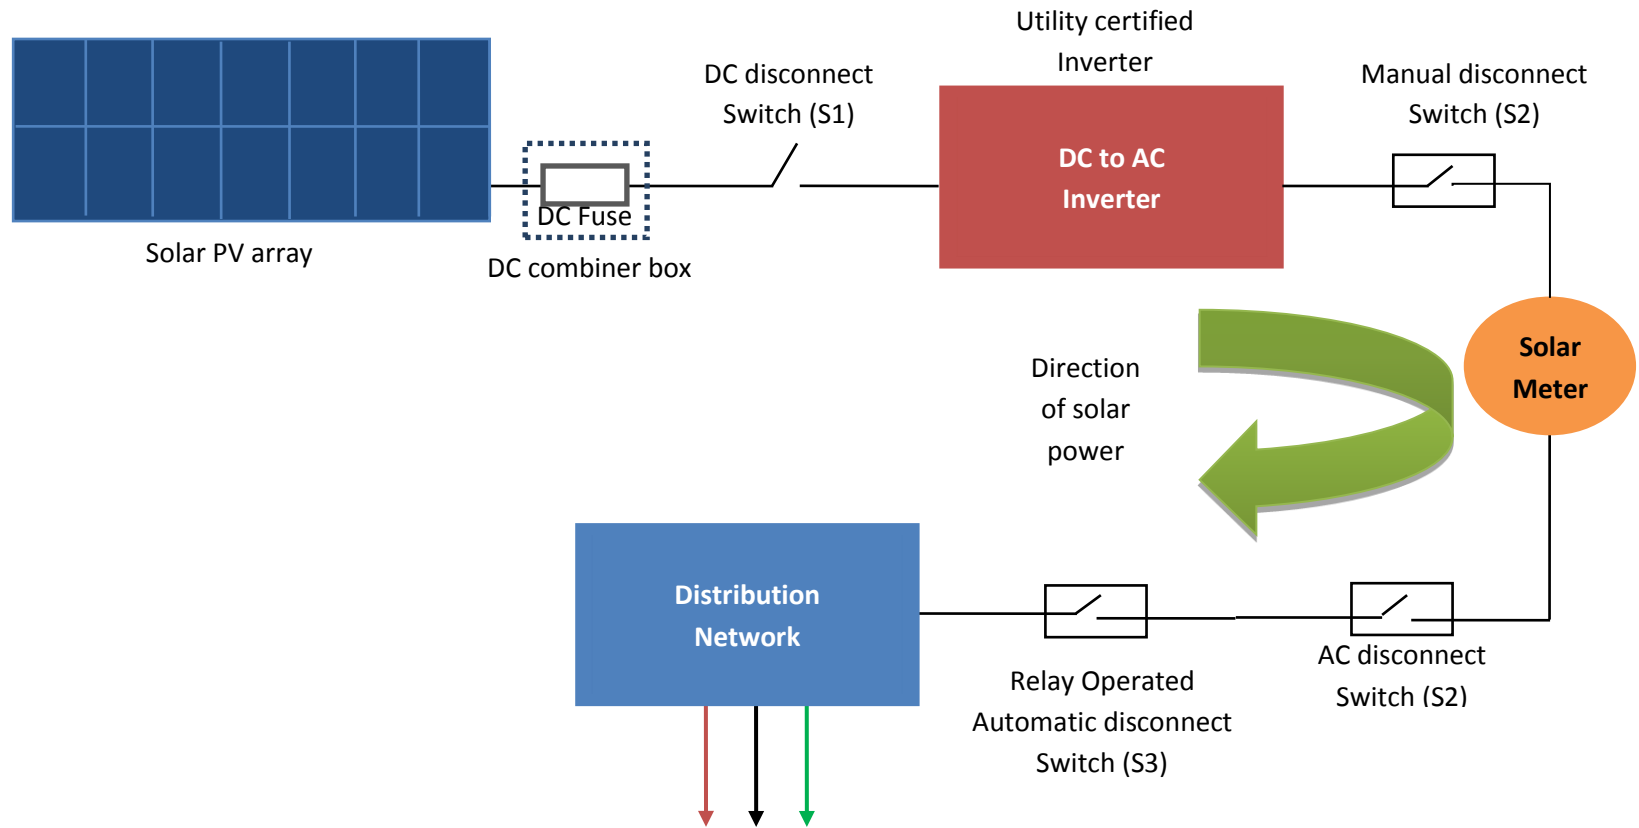 Utility certified
Inverter
DC disconnect
Switch (S1)
Manual disconnect
Switch (S2)
DC to AC
Inverter
DC Fuse
Solar PV array
DC combiner box
Solar
Meter
Direction
of solar
power
Distribution
Network
AC disconnect
Switch (S2)
Relay Operated
Automatic disconnect
Switch (S3)